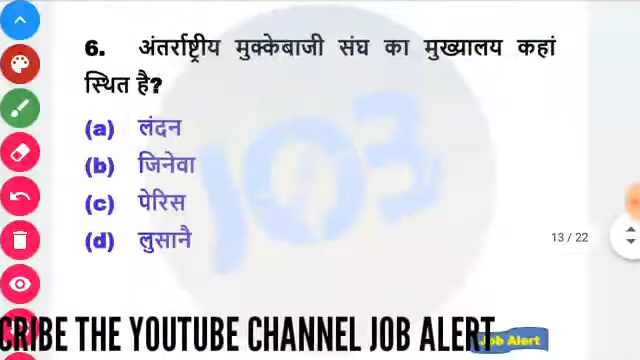 6. अंतर्राष्ट्रीय मुक्केबाजी संघ का मुख्यालय कहां
स्थित है?
(a) लंदन
(b) जिनेवा
(c) पेरिस
(d) लुसानै
13 / 22
CRIBE THE YOUTUBE CHANNEL JOB ALERT
Job Alert